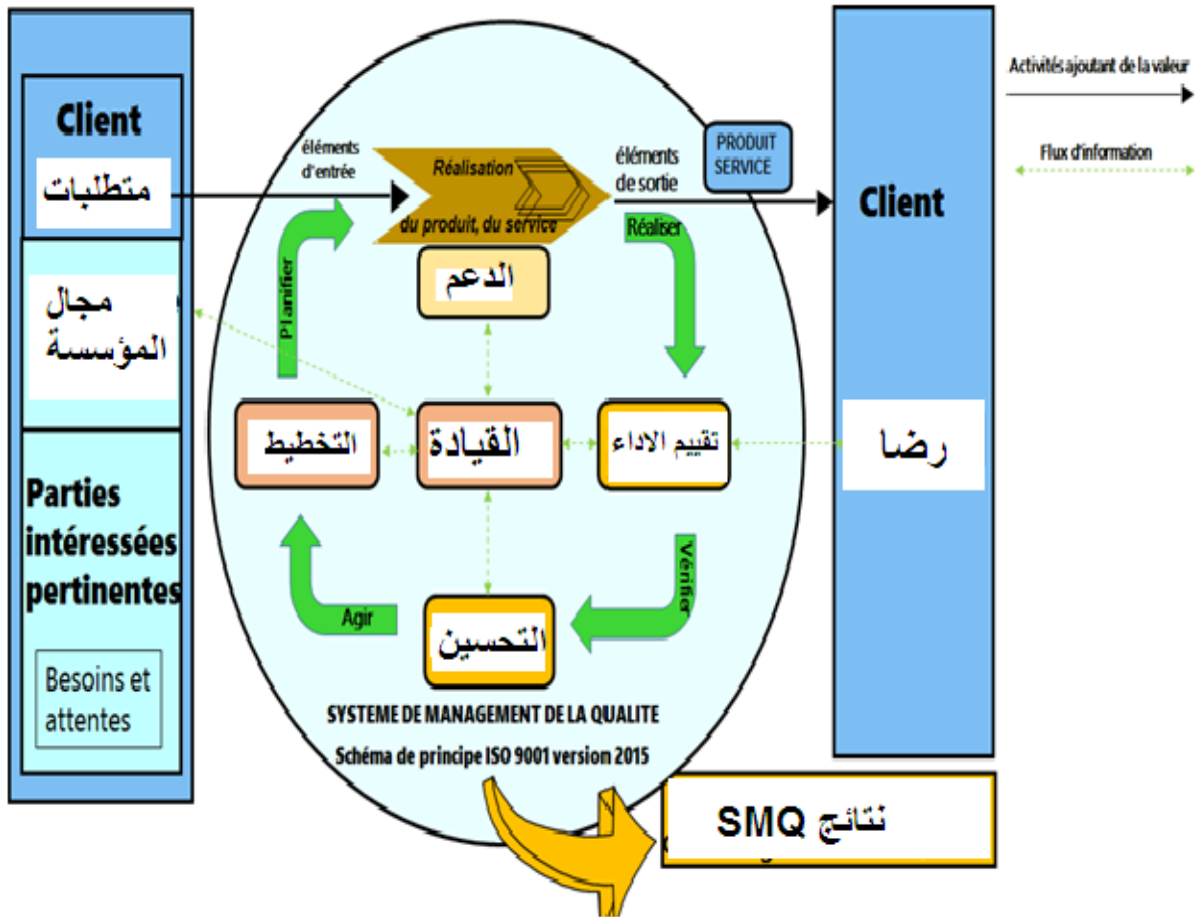 Client
متطلبات
مجال
المؤسسة
Parties
intéressées
pertinentes
Besoins et
attentes
éléments
d'entrée
Réalisation
du produit, du service
éléments
de sortie
PRODUIT
SERVICE
Planifier
Réaliser
الدعم
التخطيط
القيادة
تقييم الاداء
Agir
Vérifier
التحسين
SYSTEME DE MANAGEMENT DE LA QUALITE
Schéma de principe ISO 9001 version 2015
Client
رضا
نتائج SMQ
Activités ajoutant de la valeur
Flux d'information